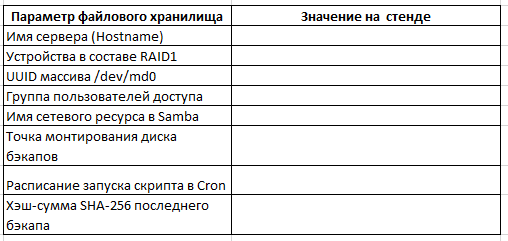 Параметр файлового хранилища Значение на стенде
Имя сервера (Hostname)
Устройства в составе RAID1
UUID массива /dev/md0
Группа пользователей доступа
Имя сетевого ресурса в Samba
Точка монтирования диска
бэкапов
Расписание запуска скрипта в Cron
Хэш-сумма SHA-256 последнего
бэкапа